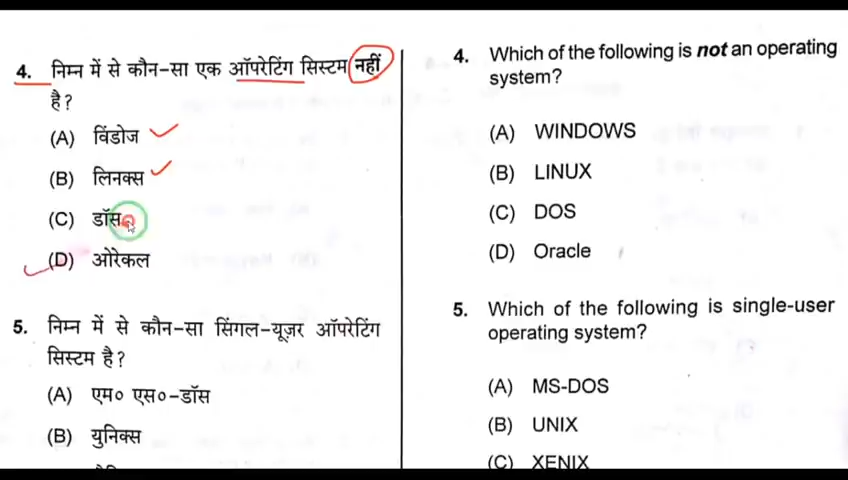 4. निम्न में से कौन-सा एक ऑपरेटिंग सिस्टम नहीं
है?
(A) विंडोज
(B) लिनक्स
(C) डॉस
(D) ओरेकल
5. निम्न में से कौन-सा सिंगल-यूज़र ऑपरेटिंग
सिस्टम है?
(A) एम० एस०-डॉस
(B) युनिक्स
4. Which of the following is not an operating
system?
(A) WINDOWS
(B) LINUX
(C) DOS
(D) Oracle
5. Which of the following is single-user
operating system?
(A) MS-DOS
(B) UNIX
(C) XENIX